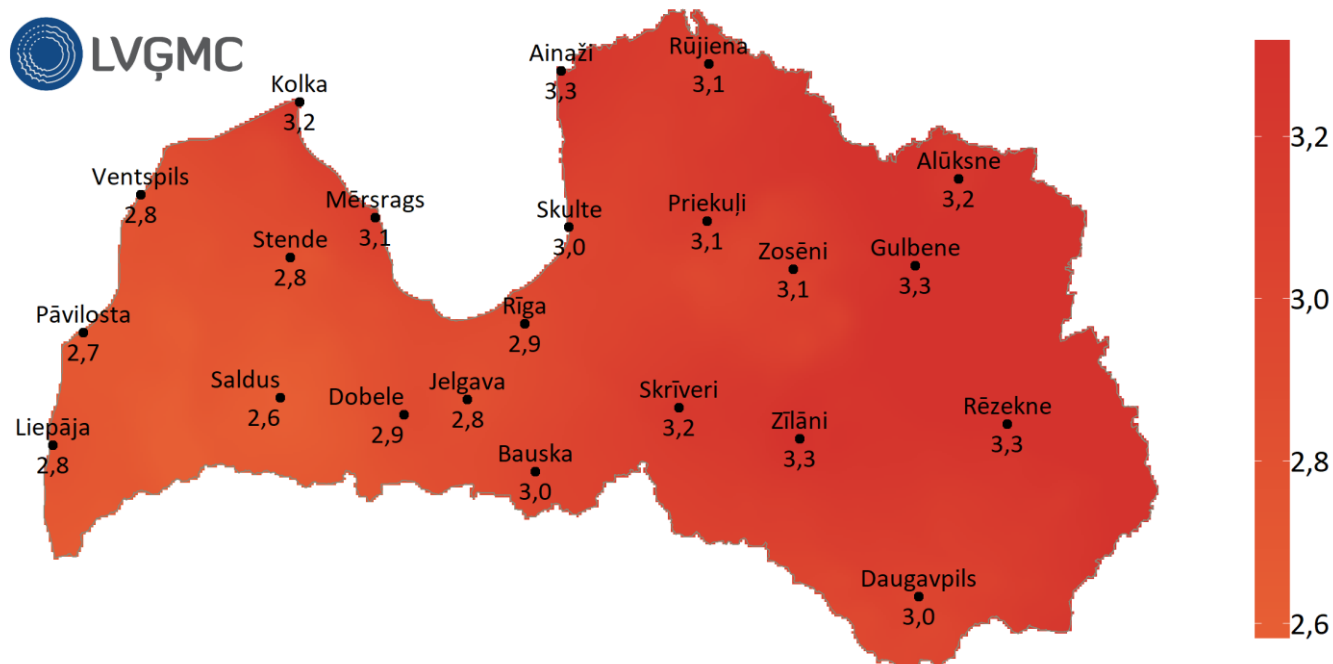 LVĢMC
Kolka
3,2
Ainaži
3,3
Rūjiena
3,1
Ventspils
2,8
Mērsrags
3,1
Stende
2,8
Skulte
3,0
Priekuļi
3,1
Zosēni
3,1
Alūksne
3,2
Gulbene
3,3
Pāvilosta
2,7
Rīga
2,9
Saldus
2,6
Dobele
2,9
Jelgava
2,8
Skrīveri
3,2
Zīlāni
3,3
Rēzekne
3,3
Liepāja
2,8
Bauska
3,0
Daugavpils
3,0
3,2
3,0
2,8
2,6